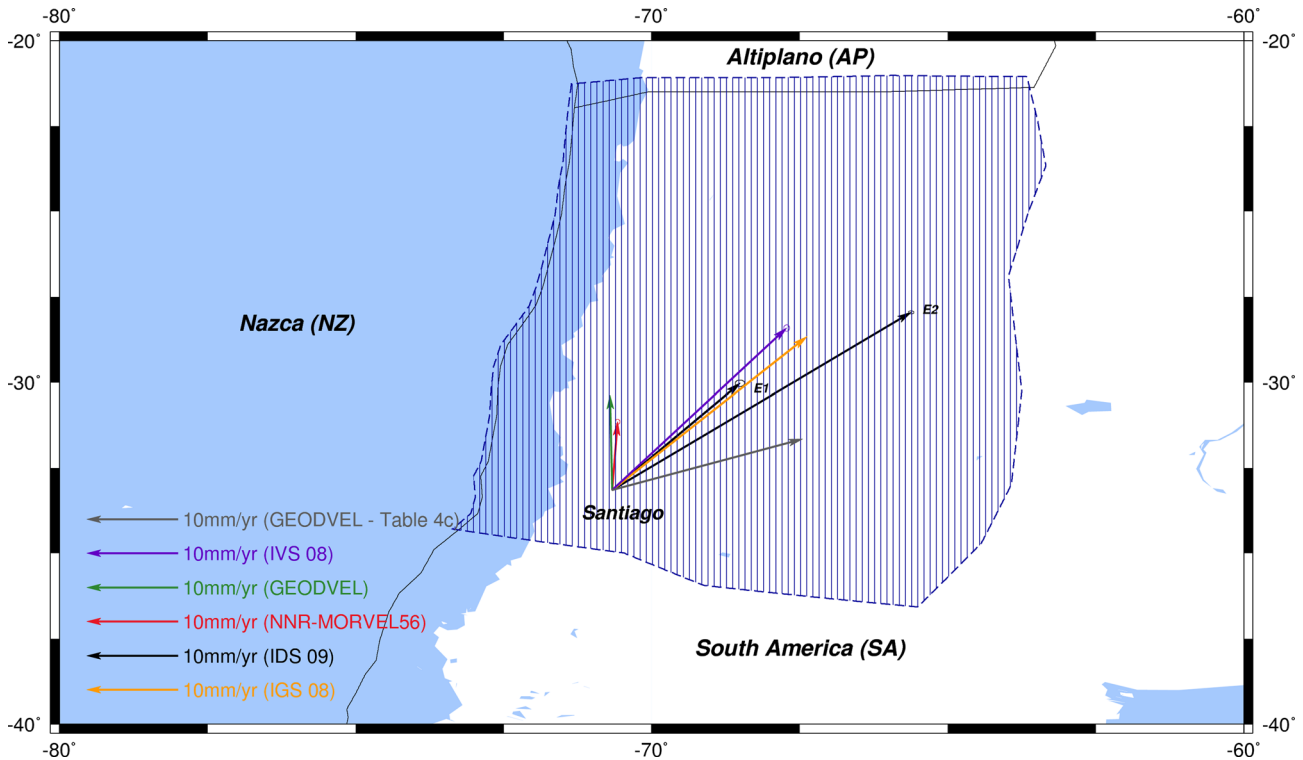 -80˚ -70˚ -60˚
-20˚ -20˚
Altiplano (AP)
Nazca (NZ)
E2
-30˚ -30˚
E1
Santiago
10mm/yr (GEODVEL - Table 4c)
10mm/yr (IVS 08)
10mm/yr (GEODVEL)
10mm/yr (NNR-MORVEL56)
South America (SA)
10mm/yr (IDS 09)
10mm/yr (IGS 08)
-40˚ -40˚
-80˚ -70˚ -60˚